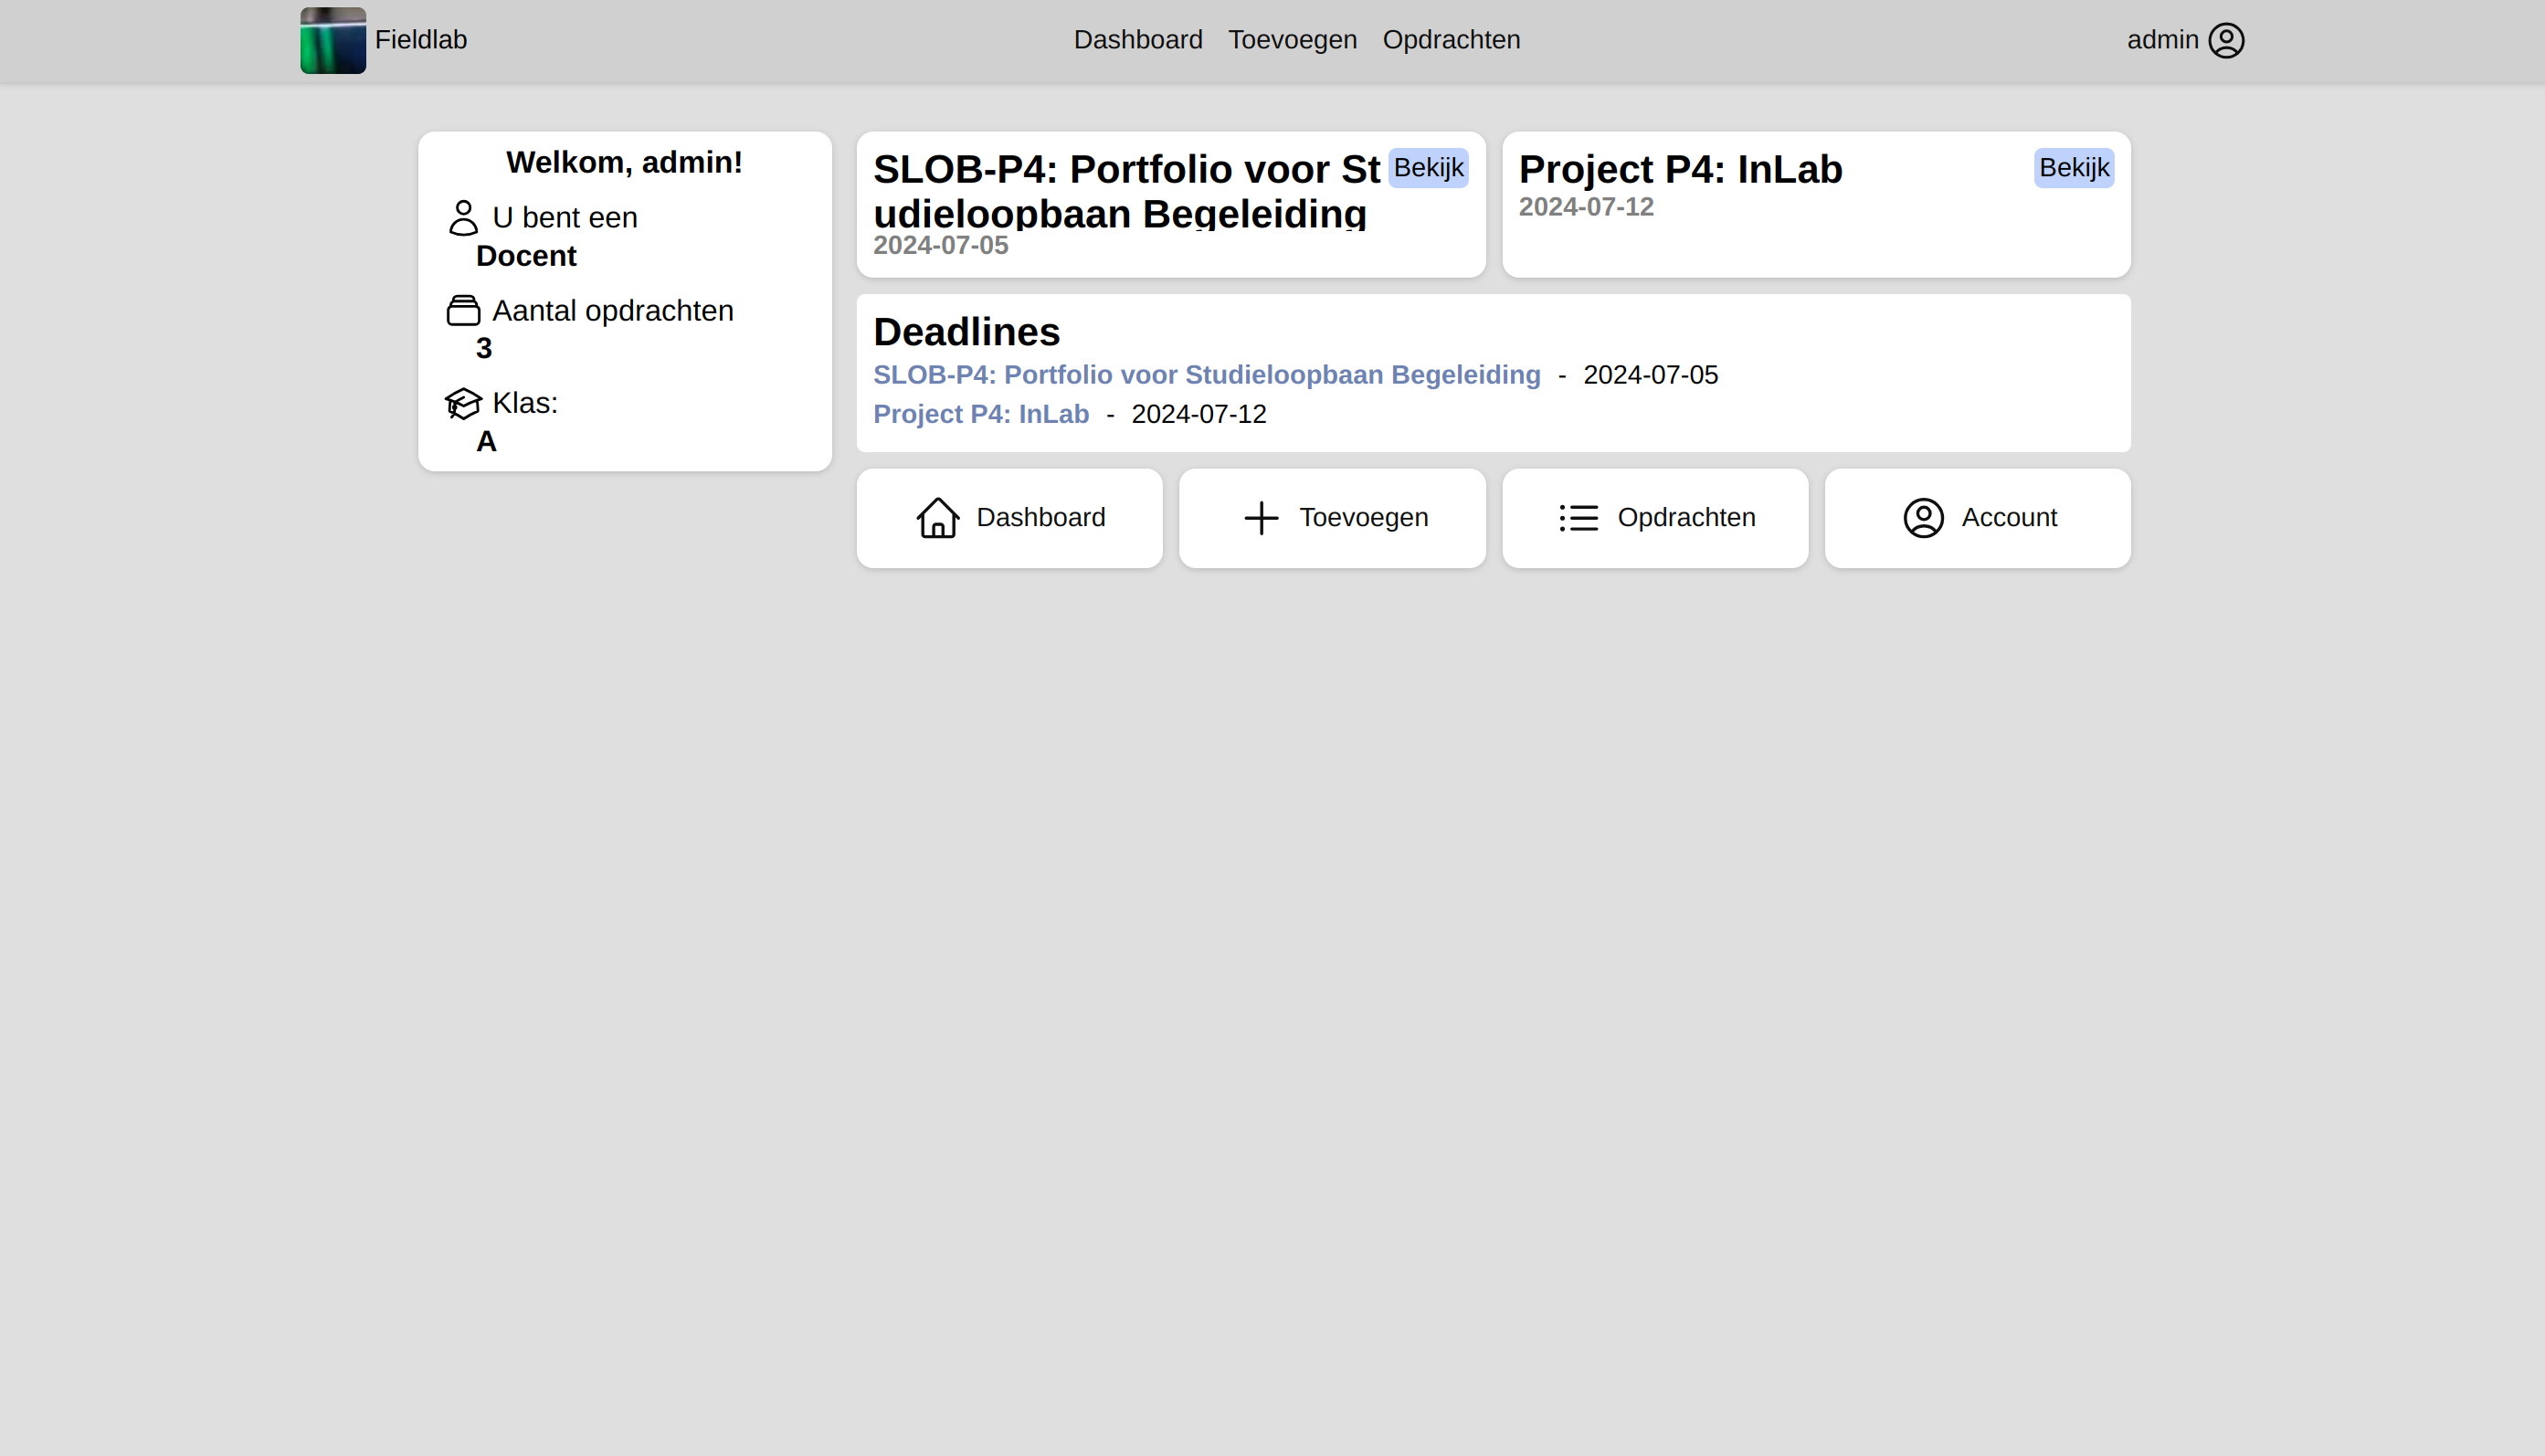 Fieldlab
Dashboard Toevoegen Opdrachten
admin
Welkom, admin!
U bent een
Docent
Aantal opdrachten
3
Klas:
A
SLOB-P4: Portfolio voor St
udieloopbaan Begeleiding
Bekijk
2024-07-05
Project P4: InLab
Bekijk
2024-07-12
Deadlines
SLOB-P4: Portfolio voor Studieloopbaan Begeleiding - 2024-07-05
Project P4: InLab - 2024-07-12
Dashboard
Toevoegen
Opdrachten
Account